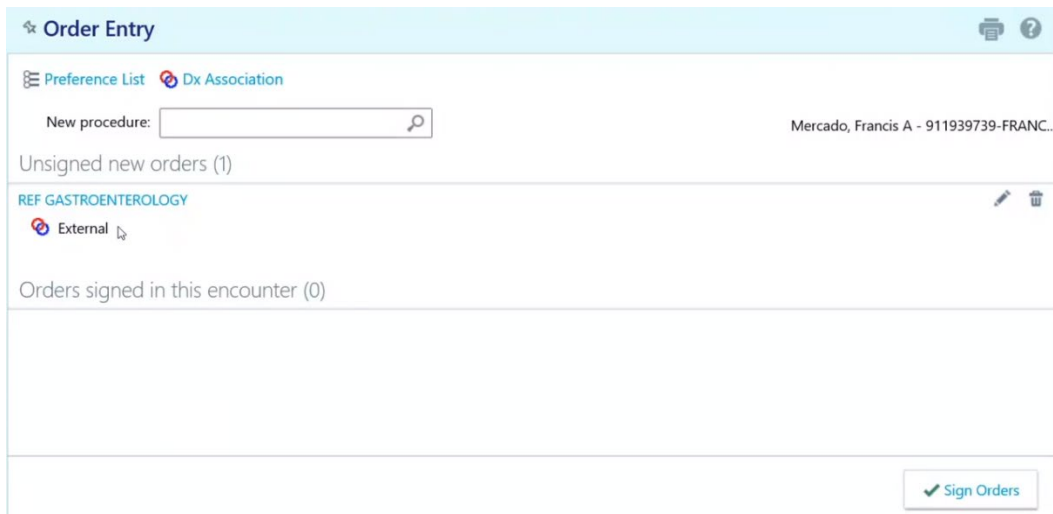 Order Entry
Preference List Dx Association
New procedure:
Mercado, Francis A - 911939739-FRANC..
Unsigned new orders (1)
REF GASTROENTEROLOGY
External
Orders signed in this encounter (0)
Sign Orders